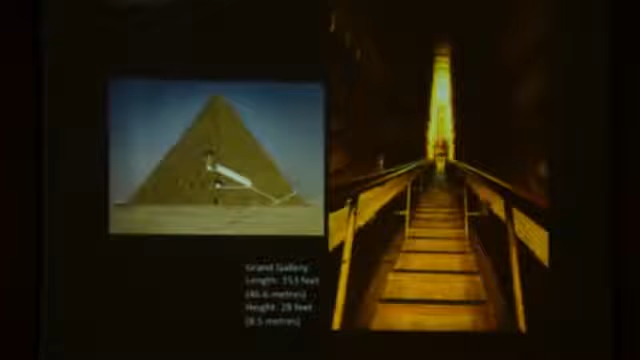 Grand Gallery
Length: 153 feet
(46.6 metres)
Height: 28 feet
(8.5 metres)